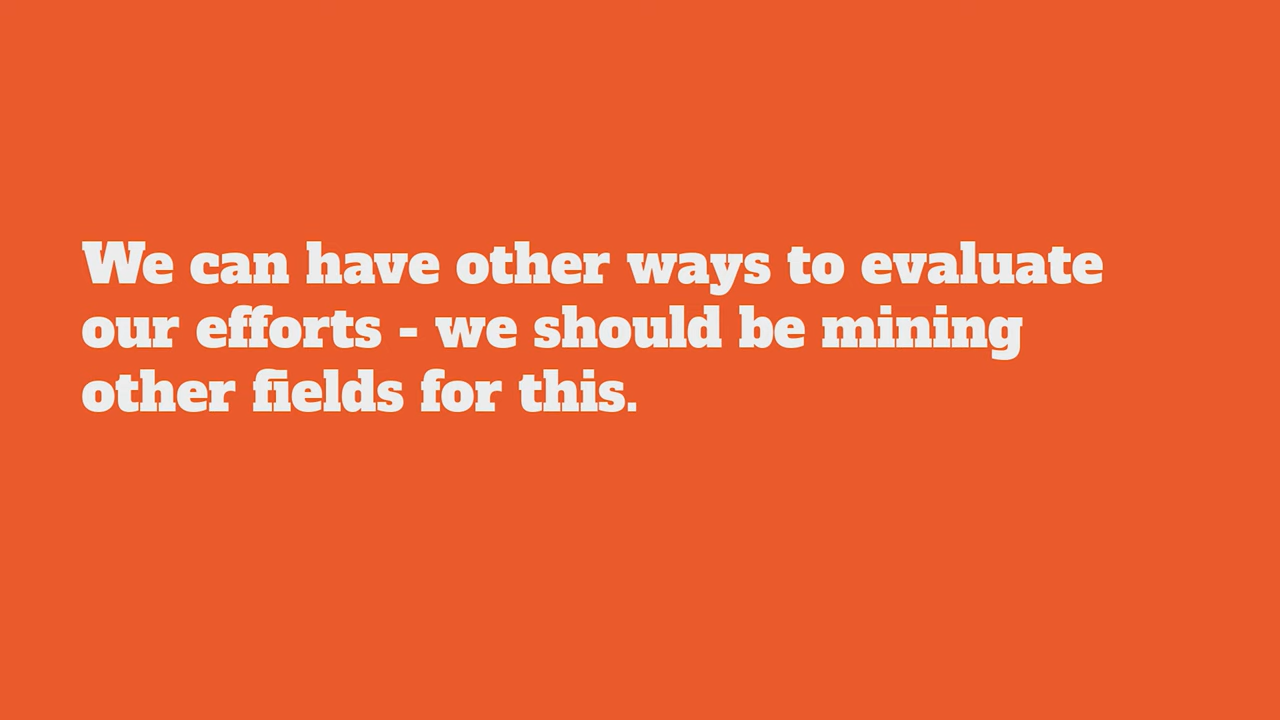 We can have other ways to evaluate
our efforts - we should be mining
other fields for this.